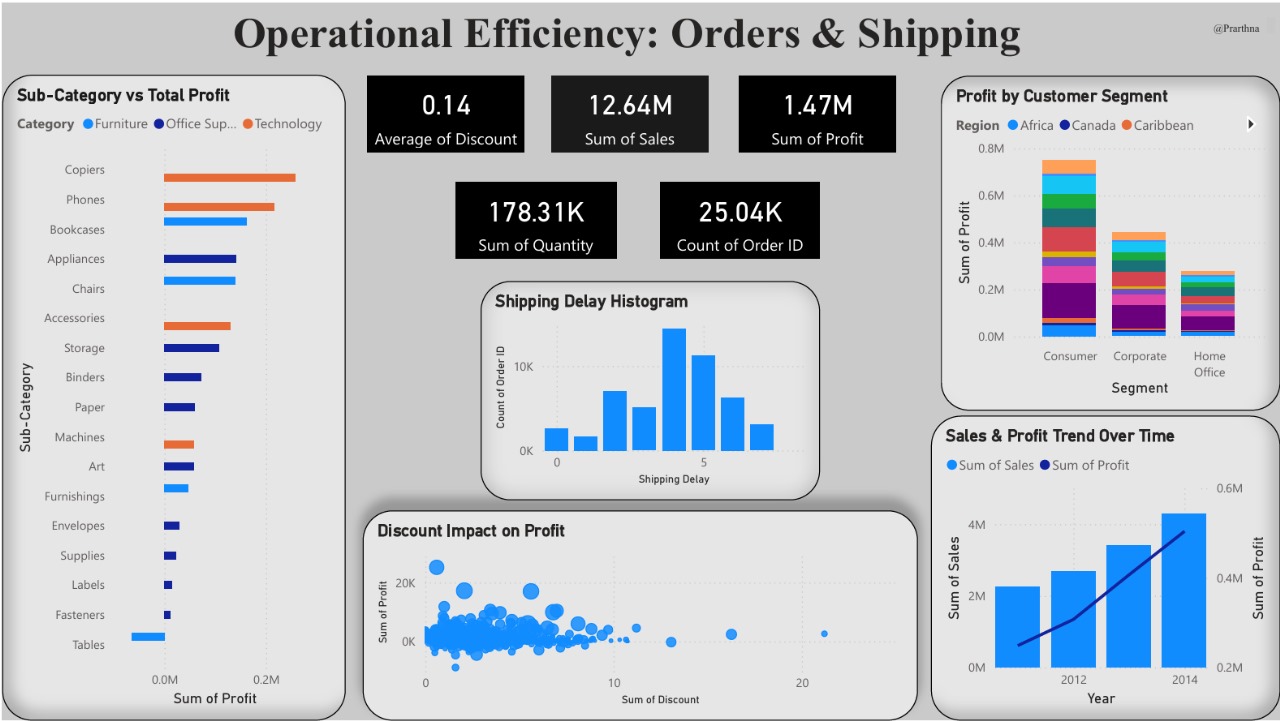 Operational Efficiency: Orders & Shipping
@Prarthna
Sub-Category vs Total Profit
Category Furniture Office Sup... Technology
Copiers
Phones
Bookcases
Appliances
Chairs
Accessories
Storage
Binders
Paper
Machines
Art
Furnishings
Envelopes
Supplies
Labels
Fasteners
Tables
Sub-Category
0.0M 0.2M
Sum of Profit
0.14
Average of Discount
12.64M
Sum of Sales
1.47M
Sum of Profit
178.31K
Sum of Quantity
25.04K
Count of Order ID
Shipping Delay Histogram
Count of Order ID
10K
0K
0 5
Shipping Delay
Discount Impact on Profit
Sum of Profit
20K
0K
0 10 20
Sum of Discount
Profit by Customer Segment
Region Africa Canada Caribbean
Sum of Profit
0.8M
0.6M
0.4M
0.2M
0.0M
Consumer Corporate Home
Office
Segment
Sales & Profit Trend Over Time
Sum of Sales Sum of Profit
Sum of Sales
4M
2M
0M
0.6M
0.4M
0.2M
Sum of Profit
2012 2014
Year